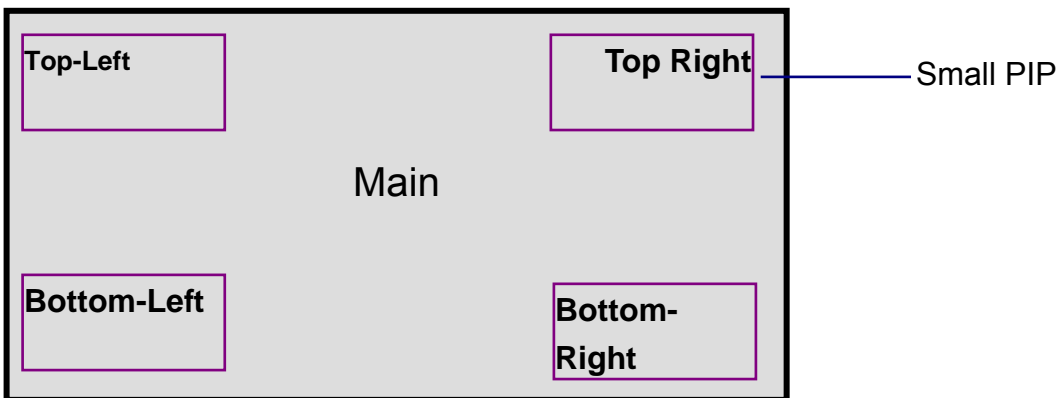 Top-Left
Top Right
Small PIP
Main
Bottom-Left
Bottom-
Right